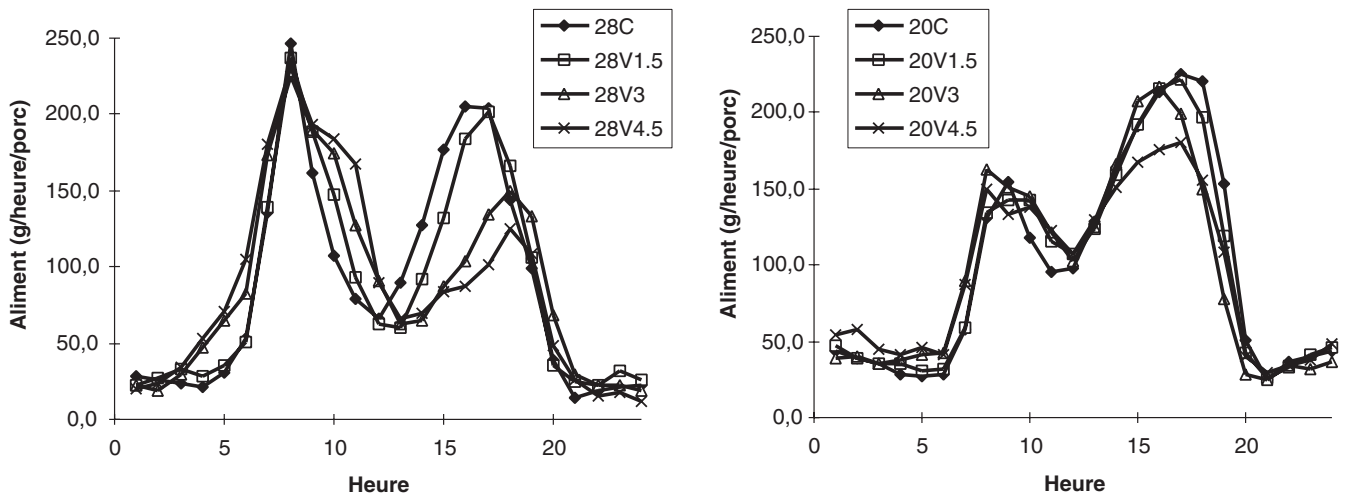 28C
28V1.5
28V3
28V4.5
250,0
200,0
150,0
100,0
50,0
0,0
Aliment (g/heure/porc)
0 5 10 15 20
Heure
20C
20V1.5
20V3
20V4.5
250,0
200,0
150,0
100,0
50,0
0,0
Aliment (g/heure/porc)
0 5 10 15 20
Heure